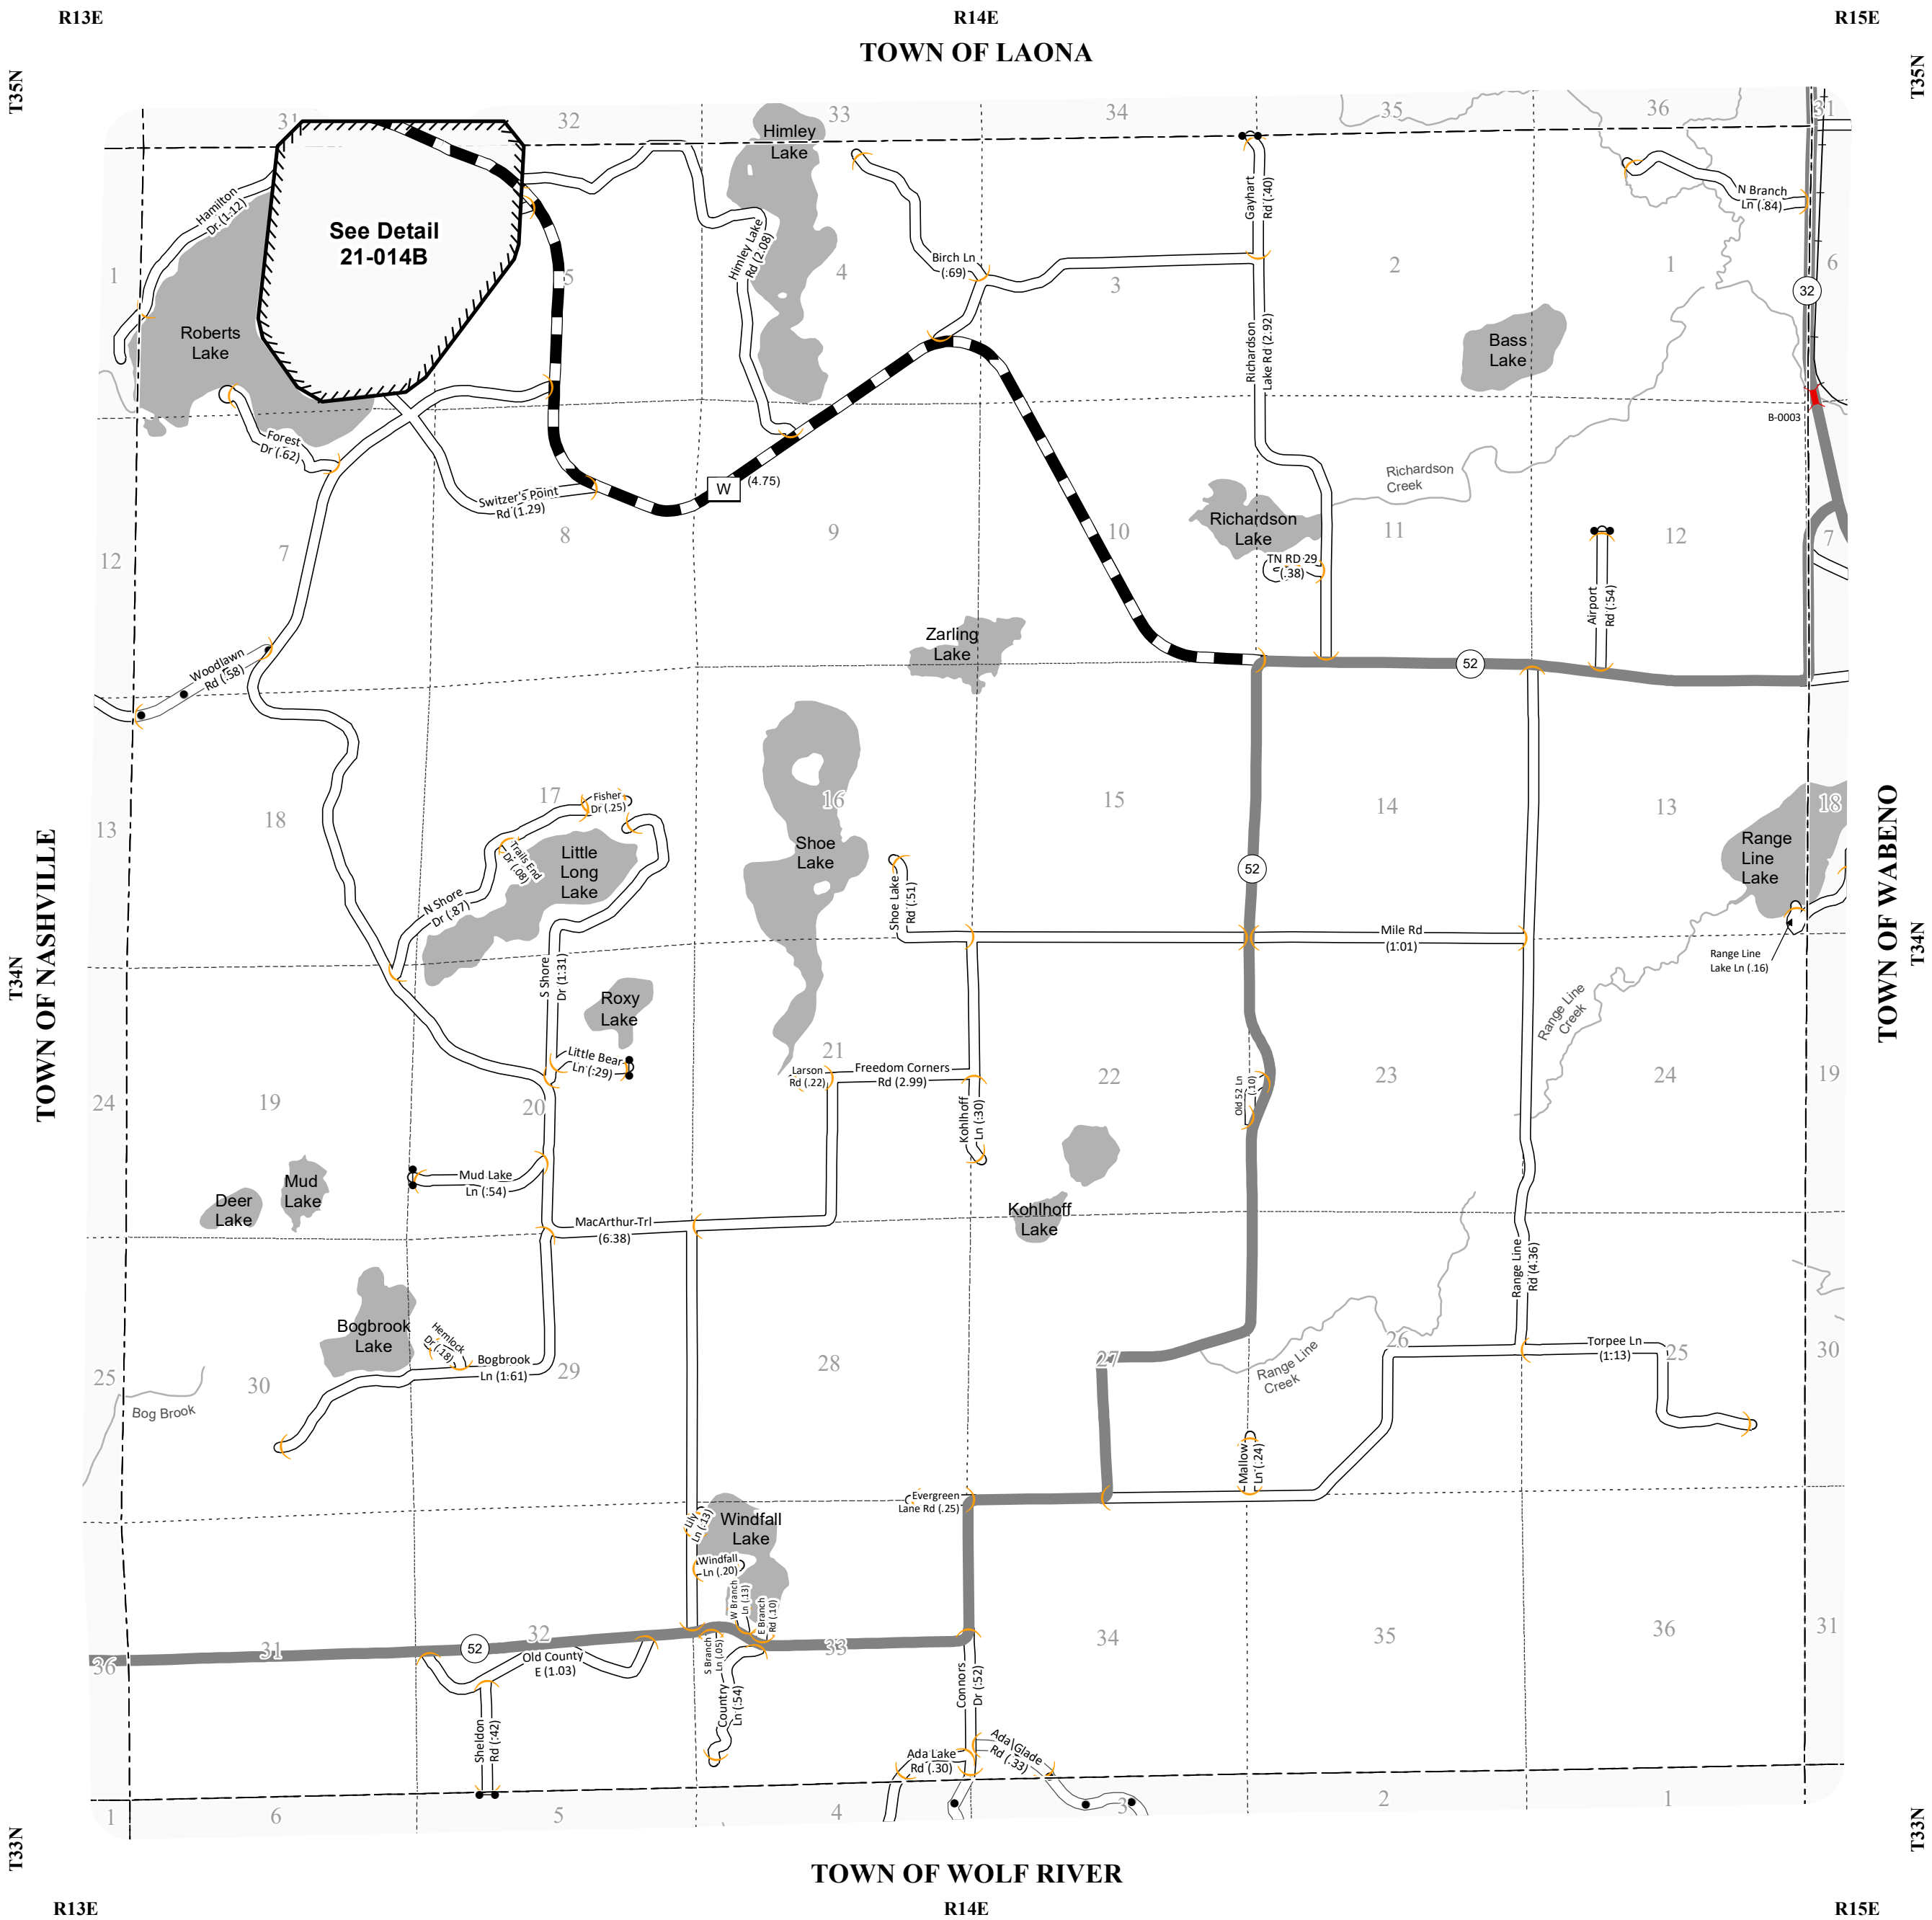 R13E
R14E
R15E
TOWN OF LAONA
T35N
T35N
31
32
33
34
35
36
31
Himley
Lake
See Detail
21-014B
Hamilton
Dr (1.12)
Gayhart
Rd (.40)
N Branch
Ln (.84)
Himley Lake
Rd (2.08)
Birch Ln
(.69)
1
5
4
3
2
1
6
32
Roberts
Lake
Richardson
Lake Rd (2.92)
Bass
Lake
B-0003
Forest
Dr (.62)
Switzer's Point
Rd (1.29)
W
(4.75)
Richardson
Creek
Richardson
Lake
12
7
8
9
10
11
12
7
TN RD 29
(.38)
Airport
Rd (.54)
Woodlawn
Rd (.58)
Zarling
Lake
52
13
18
17
16
15
14
13
18
Fisher
Dr (.25)
Trails End
Dr (.08)
Little
Long
Lake
N Shore
Dr (.87)
Shoe
Lake
52
Range
Line
Lake
Shoe Lake
Rd (.51)
Mile Rd
(1.01)
Range Line
Lake Ln (.16)
TOWN OF NASHVILLE
TOWN OF WABENO
T34N
T34N
S Shore
Dr (1.31)
Roxy
Lake
Range Line
Creek
Little Bear
Ln (.29)
Larson
Rd (.22)
Freedom Corners
Rd (2.99)
Kohlhoff
Ln (.30)
Old 52 Ln
(.10)
24
19
20
21
22
23
24
19
Mud Lake
Ln (.54)
Deer
Lake
Mud
Lake
Kohlhoff
Lake
MacArthur Trl
(6.38)
Range Line
Rd (4.36)
Bogbrook
Lake
Hemlock
Dr (.18)
Bogbrook
Ln (1.61)
Range Line
Creek
Torpee Ln
(1.13)
25
30
29
28
27
26
25
30
Bog Brook
Mallow
Ln (.24)
Evergreen
Lane Rd (.25)
Lily
Ln (.13)
Windfall
Lake
Windfall
Ln (.20)
W Branch
Ln (.13)
E Branch
Rd (.10)
36
31
52
32
33
34
35
36
31
Old County
E (1.03)
S Branch
Ln (.05)
Country
Ln (.54)
Connors
Dr (.52)
Sheldon
Rd (.42)
Ada Lake
Rd (.30)
Ada Glade
Rd (.33)
1
6
5
4
3
2
1
T33N
T33N
TOWN OF WOLF RIVER
R13E
R14E
R15E